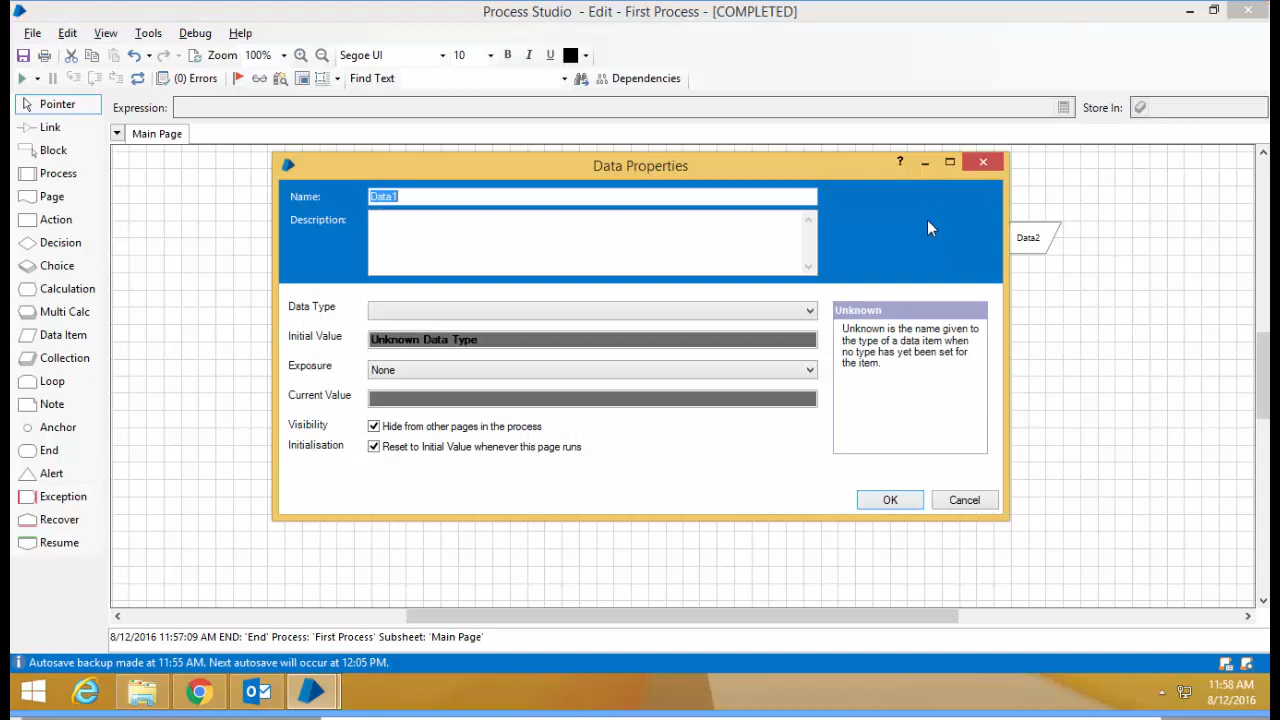 Process Studio - Edit - First Process - [COMPLETED]
File Edit View Tools Debug Help
Zoom 100% Segoe UI 10 B I U
(0) Errors Find Text Dependencies
Pointer
Expression: Store In:
Link
Main Page
Block
Process
Page
Action
Decision
Choice
Calculation
Multi Calc
Data Item
Collection
Loop
Note
Anchor
End
Alert
Exception
Recover
Resume
Data Properties
?
Name: Data1
Description:
Data2
Data Type
Initial Value Unknown Data Type
Exposure None
Current Value
Visibility Hide from other pages in the process
Initialisation Reset to Initial Value whenever this page runs
Unknown
Unknown is the name given to
the type of a data item when
no type has yet been set for
the item.
OK Cancel
8/12/2016 11:57:09 AM END: 'End' Process: 'First Process' Subsheet: 'Main Page'
Autosave backup made at 11:55 AM. Next autosave will occur at 12:05 PM.
11:58 AM
8/12/2016